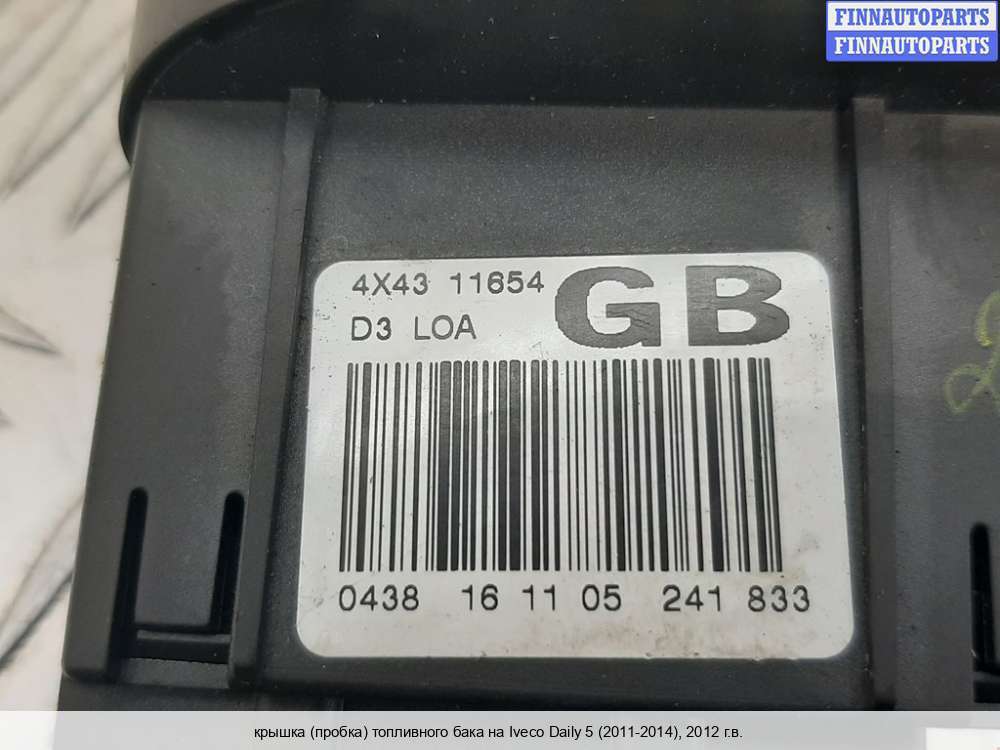 FINNAUTOPARTS
FINNAUTOPARTS
4X43 11654 GB
D3 LOA
0438 16 11 05 241 833
крышка (пробка) топливного бака на Iveco Daily 5 (2011-2014), 2012 г.в.